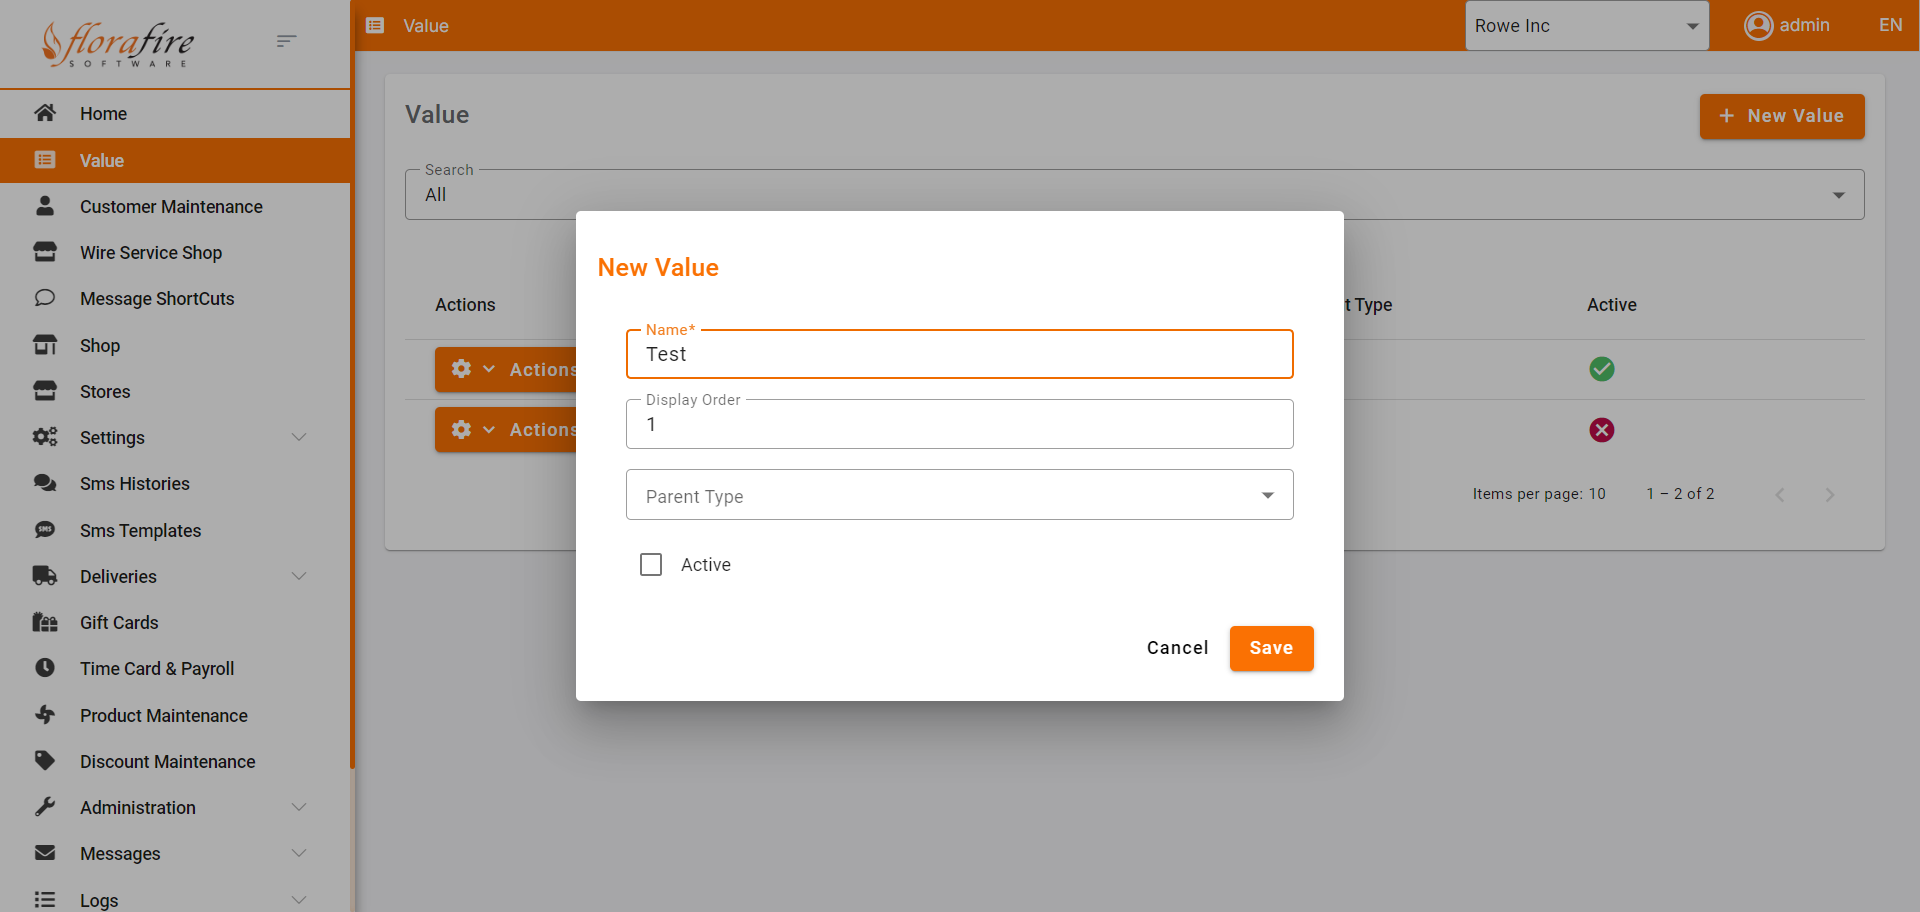 florafire
SOFTWARE
Value
Rowe Inc
admin
EN
Home
Value
Customer Maintenance
Wire Service Shop
Message ShortCuts
Shop
Stores
Settings
Sms Histories
SMS
Sms Templates
Deliveries
Gift Cards
Time Card & Payroll
Product Maintenance
Discount Maintenance
Administration
Messages
Logs
Value
+ New Value
Search
All
Actions
t Type
Active
Actions
Actions
Items per page: 10
1 – 2 of 2
New Value
Name*
Test
Display Order
1
Parent Type
Active
Cancel
Save